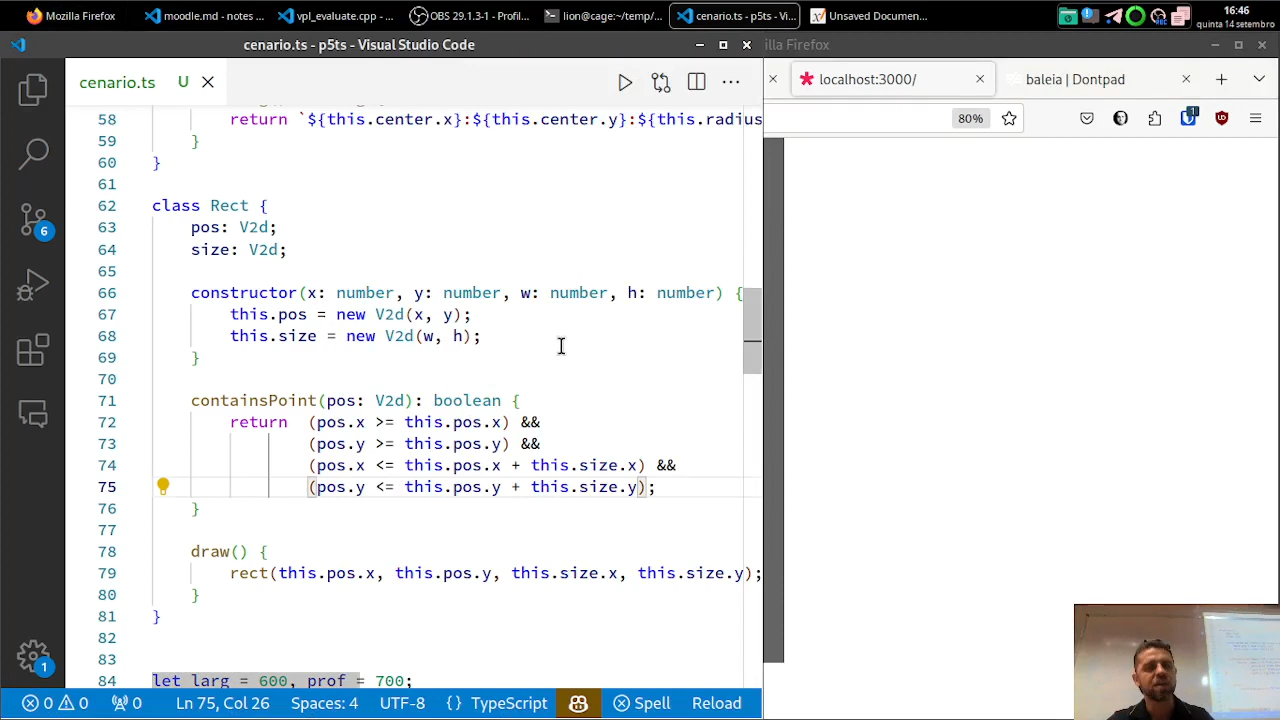 Mozilla Firefox
moodle.md - notes ...
vpl_evaluate.cpp - ...
OBS 29.1.3-1 - Profil...
lion@cage:~/temp/...
cenario.ts - p5ts - Vi...
Unsaved Documen...
16:46
quinta 14 setembro
cenario.ts - p5ts - Visual Studio Code
illa Firefox
cenario.ts U
localhost:3000/
baleia | Dontpad
80%
1
58 return `${this.center.x}:${this.center.y}:${this.radius
59 }
60 }
61
62 class Rect {
63 pos: V2d;
64 size: V2d;
65
66 constructor(x: number, y: number, w: number, h: number) {
67 this.pos = new V2d(x, y);
68 this.size = new V2d(w, h);
69 }
70
71 containsPoint(pos: V2d): boolean {
72 return (pos.x >= this.pos.x) &&
73 (pos.y >= this.pos.y) &&
74 (pos.x <= this.pos.x + this.size.x) &&
75 (pos.y <= this.pos.y + this.size.y);
76 }
77
78 draw() {
79 rect(this.pos.x, this.pos.y, this.size.x, this.size.y);
80 }
81 }
82
83
84 let larg = 600, prof = 700;
6
1
0 0 0 Ln 75, Col 26 Spaces: 4 UTF-8 { } TypeScript Spell Reload